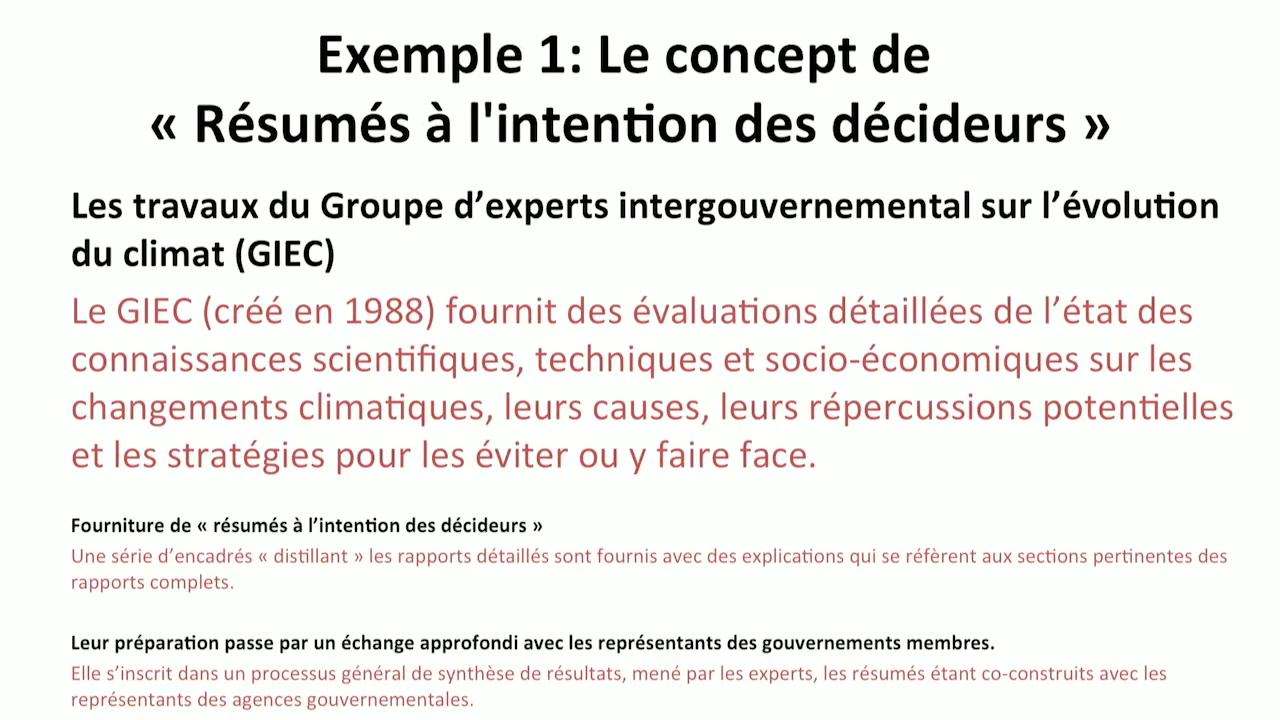 Exemple 1: Le concept de
« Résumés à l'intention des décideurs »
Les travaux du Groupe d’experts intergouvernemental sur l’évolution
du climat (GIEC)
Le GIEC (créé en 1988) fournit des évaluations détaillées de l’état des
connaissances scientifiques, techniques et socio-économiques sur les
changements climatiques, leurs causes, leurs répercussions potentielles
et les stratégies pour les éviter ou y faire face.
Fourniture de « résumés à l’intention des décideurs »
Une série d’encadrés « distillant » les rapports détaillés sont fournis avec des explications qui se réfèrent aux sections pertinentes des
rapports complets.
Leur préparation passe par un échange approfondi avec les représentants des gouvernements membres.
Elle s’inscrit dans un processus général de synthèse de résultats, mené par les experts, les résumés étant co-construits avec les
représentants des agences gouvernementales.